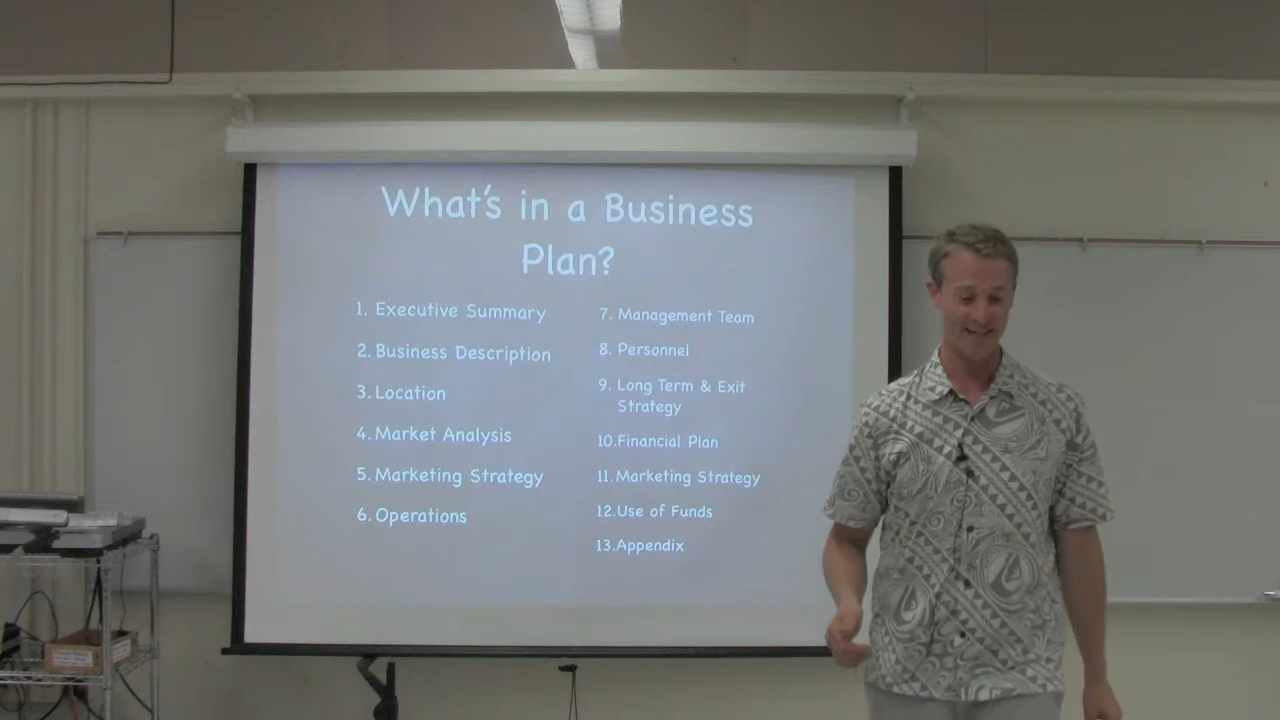 What's in a Business
Plan?
1. Executive Summary
2. Business Description
3. Location
4. Market Analysis
5. Marketing Strategy
6. Operations
7. Management Team
8. Personnel
9. Long Term & Exit
Strategy
10.Financial Plan
11.Marketing Strategy
12.Use of Funds
13.Appendix